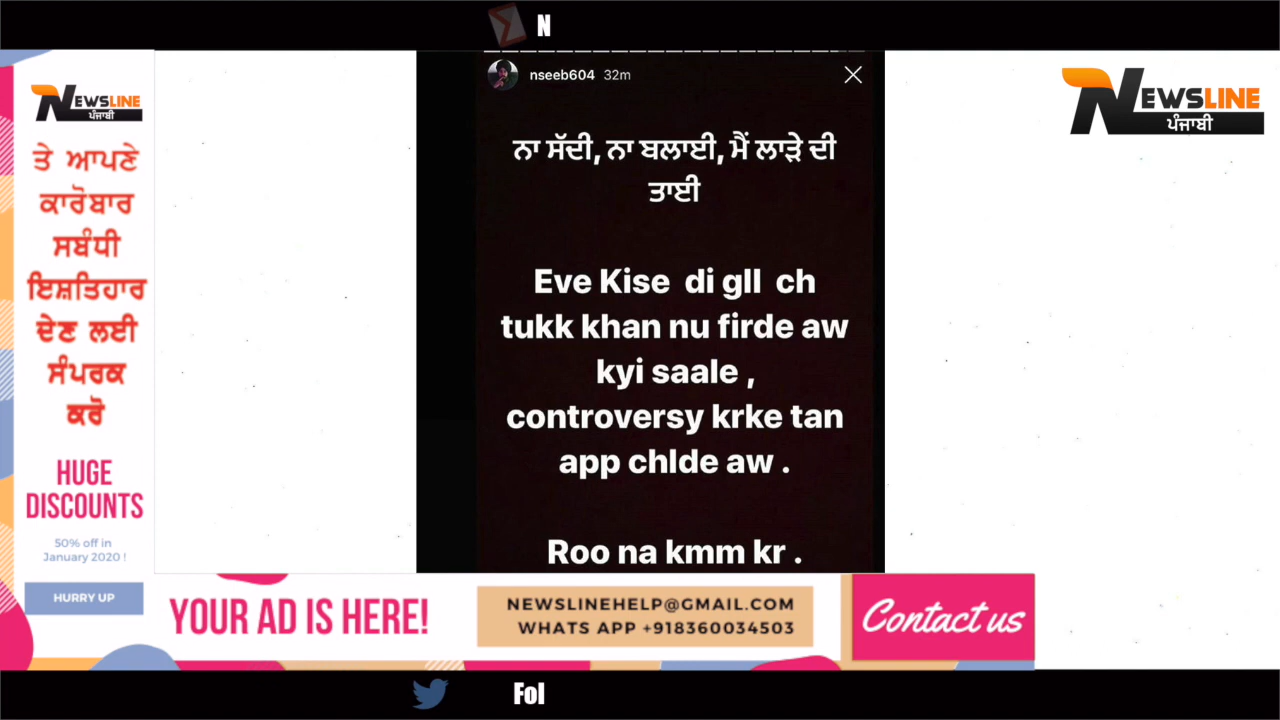 N
NEWSLINE
ਪੰਜਾਬੀ
ਤੇ ਆਪਣੇ
ਕਾਰੋਬਾਰ
ਸਬੰਧੀ
ਇਸ਼ਤਿਹਾਰ
ਦੇਣ ਲਈ
ਸੰਪਰਕ
ਕਰੋ
HUGE
DISCOUNTS
50% off in
January 2020 !
HURRY UP
nseeb604 32m
ਨਾ ਸੱਦੀ, ਨਾ ਬਲਾਈ, ਮੈਂ ਲਾੜੇ ਦੀ
ਤਾਈ
Eve Kise di gll ch
tukk khan nu firde aw
kyi saale ,
controversy krke tan
app chlde aw .
Roo na kmm kr .
NEWSLINE
ਪੰਜਾਬੀ
YOUR AD IS HERE!
NEWSLINEHELP@GMAIL.COM
WHATS APP +918360034503
Contact us
Fol